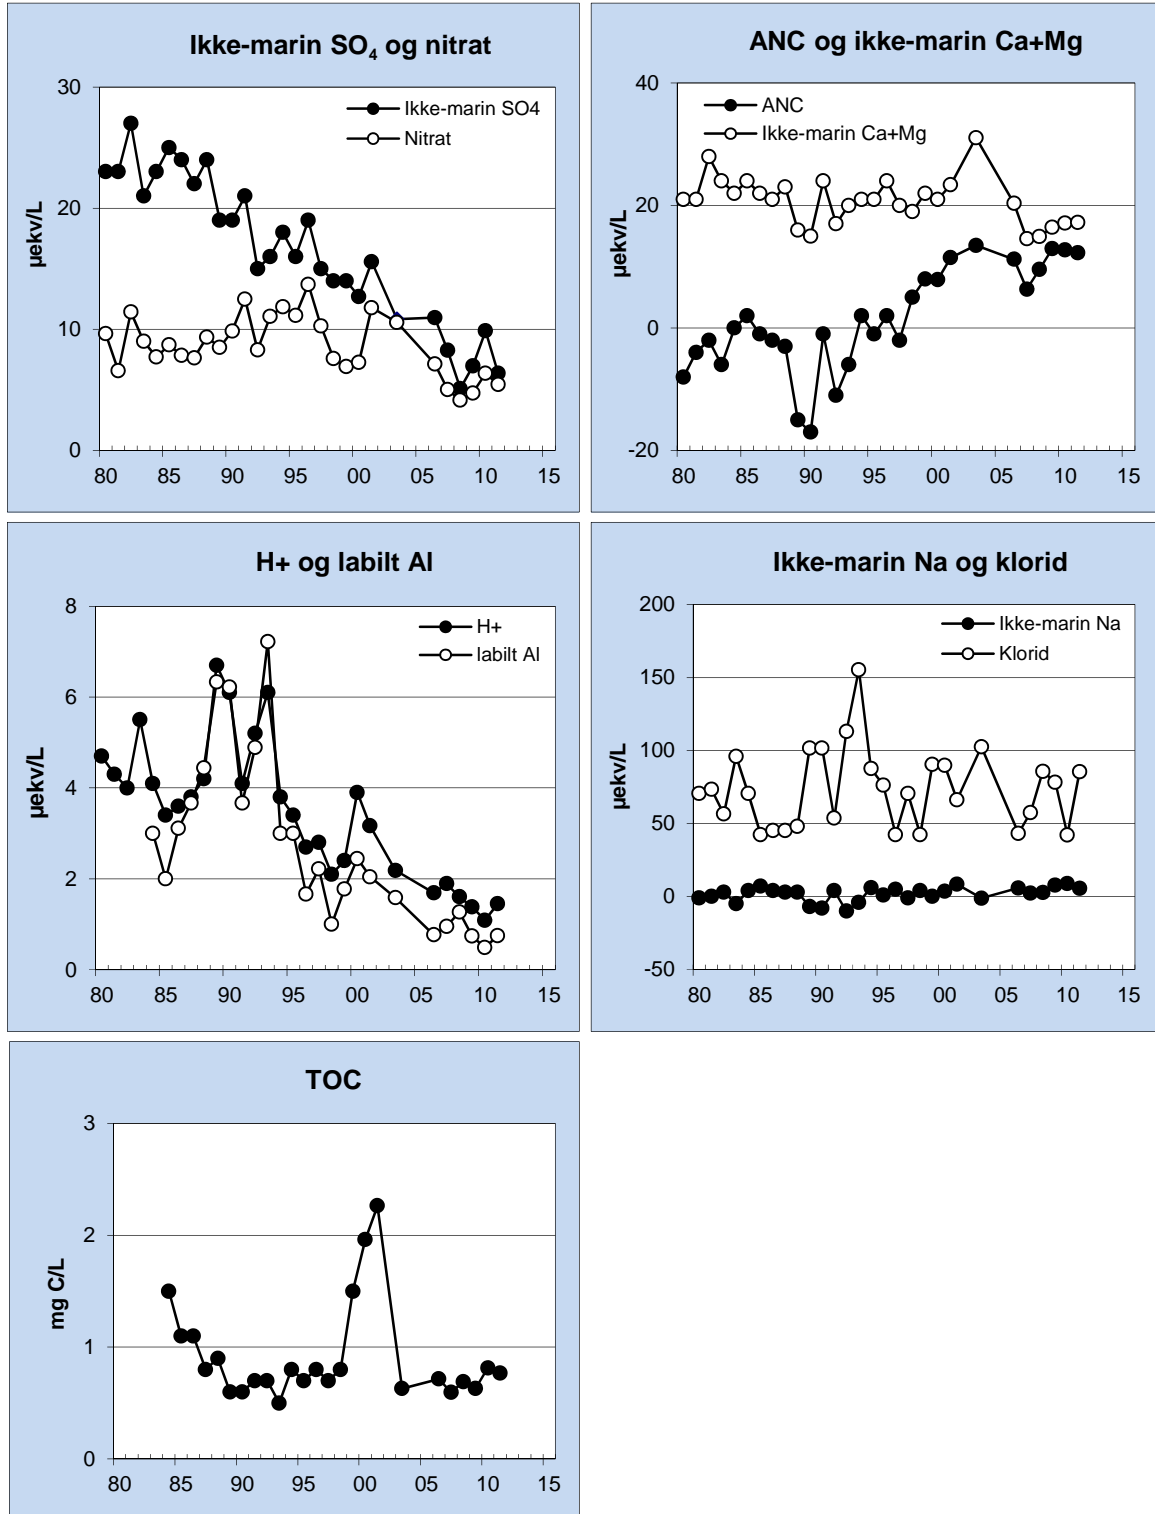 Ikke-marin SO₄ og nitrat
30
20
10
0
µekv/L
Ikke-marin SO4
Nitrat
80 85 90 95 00 05 10 15
ANC og ikke-marin Ca+Mg
40
20
0
-20
µekv/L
ANC
Ikke-marin Ca+Mg
80 85 90 95 00 05 10 15
H+ og labilt Al
8
6
4
2
0
µekv/L
H+
labilt Al
80 85 90 95 00 05 10 15
Ikke-marin Na og klorid
200
150
100
50
0
-50
µekv/L
Ikke-marin Na
Klorid
80 85 90 95 00 05 10 15
TOC
3
2
1
0
mg C/L
80 85 90 95 00 05 10 15